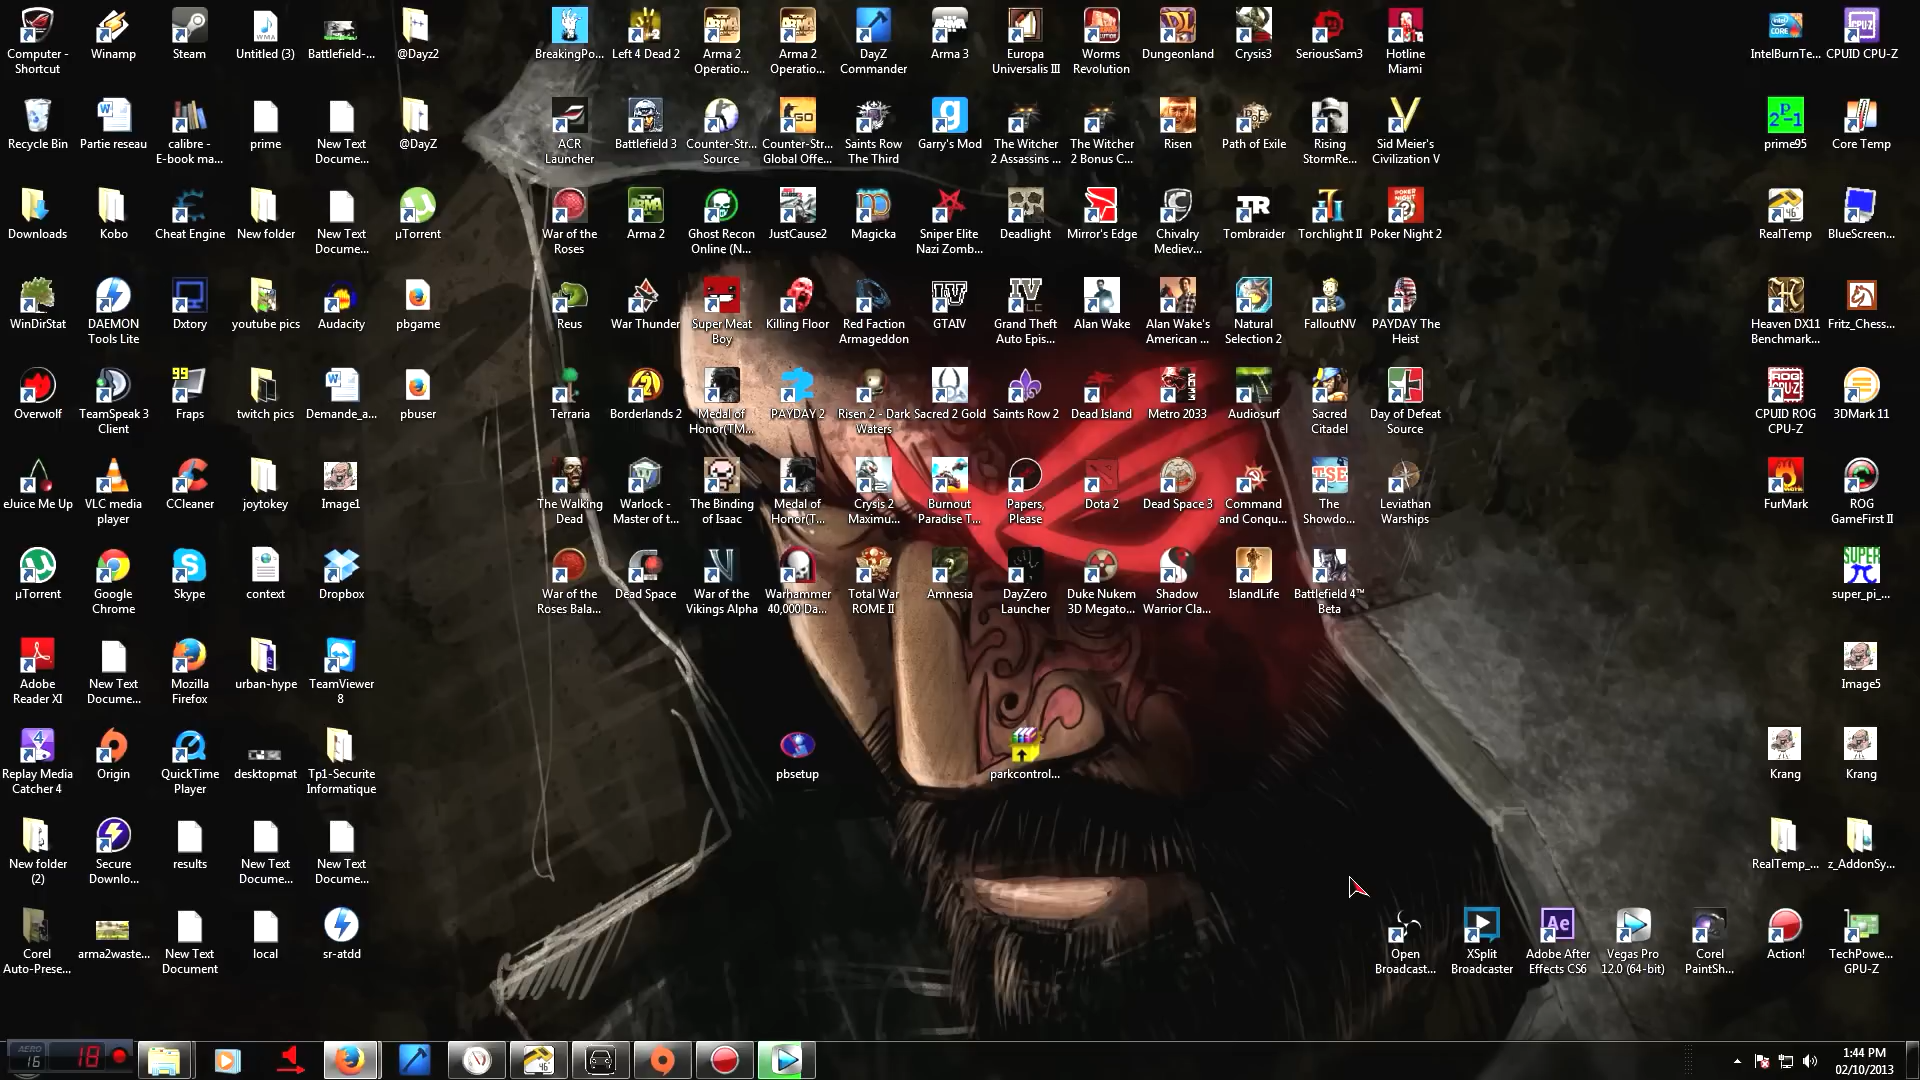 Computer - Shortcut
Winamp
Steam
Untitled (3)
Battlefield-...
@Dayz2
BreakingPo...
Left 4 Dead 2
Arma 2 Operatio...
Arma 2 Operatio...
DayZ Commander
Arma 3
Europa Universalis III
Worms Revolution
Dungeonland
Crysis3
SeriousSam3
Hotline Miami
IntelBurnTe...
CPUID CPU-Z
Recycle Bin
Partie reseau
calibre - E-book ma...
prime
New Text Docume...
@DayZ
ACR Launcher
Battlefield 3
Counter-Str... Source
Counter-Str... Global Offe...
Saints Row The Third
Garry's Mod
The Witcher 2 Assassins ...
The Witcher 2 Bonus C...
Risen
Path of Exile
Rising StormRe...
Sid Meier's Civilization V
prime95
Core Temp
Downloads
Kobo
Cheat Engine
New folder
New Text Docume...
µTorrent
War of the Roses
Arma 2
Ghost Recon Online (N...
JustCause2
Magicka
Sniper Elite Nazi Zomb...
Deadlight
Mirror's Edge
Chivalry Mediev...
Tombraider
Torchlight II
Poker Night 2
RealTemp
BlueScreen...
WinDirStat
DAEMON Tools Lite
Dxtory
youtube pics
Audacity
pbgame
Reus
War Thunder
Super Meat Boy
Killing Floor
Red Faction Armageddon
GTAIV
Grand Theft Auto Epis...
Alan Wake
Alan Wake's American ...
Natural Selection 2
FalloutNV
PAYDAY The Heist
Heaven DX11 Benchmark...
Fritz_Chess...
Overwolf
TeamSpeak 3 Client
Fraps
twitch pics
Demande_a...
pbuser
Terraria
Borderlands 2
Medal of Honor(TM...
PAYDAY 2
Risen 2 - Dark Waters
Sacred 2 Gold
Saints Row 2
Dead Island
Metro 2033
Audiosurf
Sacred Citadel
Day of Defeat Source
CPUID ROG CPU-Z
3DMark 11
eJuice Me Up
VLC media player
CCleaner
joytokey
Image1
The Walking Dead
Warlock - Master of t...
The Binding of Isaac
Medal of Honor(T...
Crysis 2 Maximu...
Burnout Paradise T...
Papers, Please
Dota 2
Dead Space 3
Command and Conqu...
The Showdo...
Leviathan Warships
FurMark
ROG GameFirst II
µTorrent
Google Chrome
Skype
context
Dropbox
War of the Roses Bala...
Dead Space
War of the Vikings Alpha
Warhammer 40,000 Da...
Total War ROME II
Amnesia
DayZero Launcher
Duke Nukem 3D Megato...
Shadow Warrior Cla...
IslandLife
Battlefield 4™ Beta
super_pi_...
Adobe Reader XI
New Text Docume...
Mozilla Firefox
urban-hype
TeamViewer 8
Image5
Replay Media Catcher 4
Origin
QuickTime Player
desktopmat
Tp1-Securite Informatique
pbsetup
parkcontrol...
Krang
Krang
New folder (2)
Secure Downlo...
results
New Text Docume...
New Text Docume...
RealTemp_...
z_AddonSy...
Corel Auto-Prese...
arma2waste...
New Text Document
local
sr-atdd
Open Broadcast...
XSplit Broadcaster
Adobe After Effects CS6
Vegas Pro 12.0 (64-bit)
Corel PaintSh...
Action!
TechPowe... GPU-Z
AERO
16
18
1:44 PM
02/10/2013